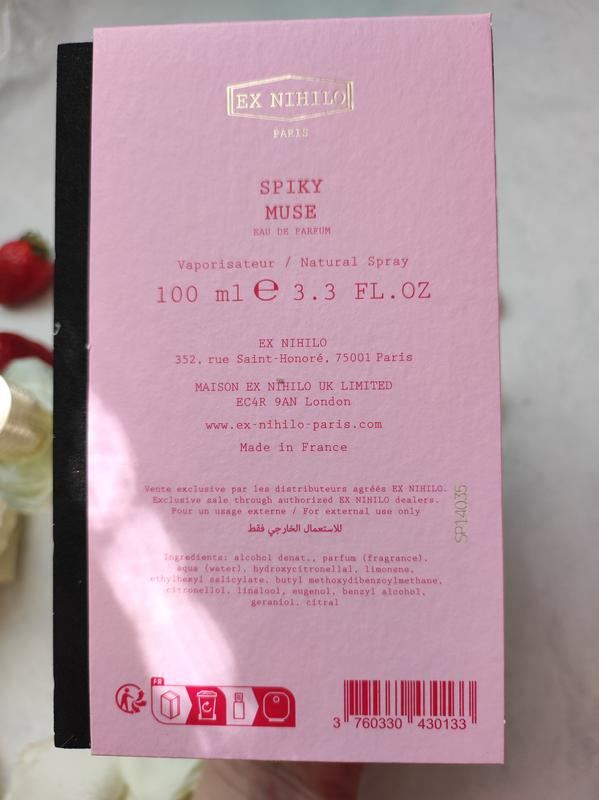 EX NIHILO
PARIS
SPIKY
MUSE
EAU DE PARFUM
Vaporisateur / Natural Spray
100 ml ℮ 3.3 FL.OZ
EX NIHILO
352, rue Saint-Honoré, 75001 Paris
MAISON EX NIHILO UK LIMITED
EC4R 9AN London
www.ex-nihilo-paris.com
Made in France
Vente exclusive par les distributeurs agréés EX NIHILO.
Exclusive sale through authorized EX NIHILO dealers.
Pour un usage externe / For external use only
للاستعمال الخارجي فقط
SP14035
Ingredients: alcohol denat., parfum (fragrance),
aqua (water), hydroxycitronellal, limonene,
ethylhexyl salicylate, butyl methoxydibenzoylmethane,
citronellol, linalool, eugenol, benzyl alcohol,
geraniol, citral
FR
3 760330 430133